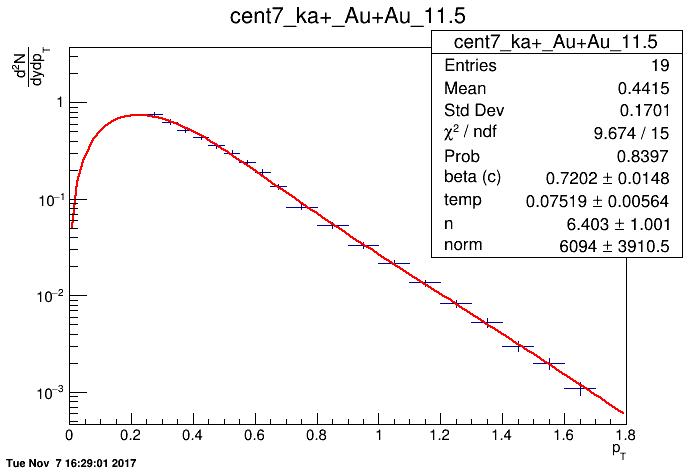 cent7_ka+_Au+Au_11.5
d²N
dydp_T
cent7_ka+_Au+Au_11.5
Entries 19
Mean 0.4415
Std Dev 0.1701
χ² / ndf 9.674 / 15
Prob 0.8397
beta (c) 0.7202 ± 0.0148
temp 0.07519 ± 0.00564
n 6.403 ± 1.001
norm 6094 ± 3910.5
1
10⁻¹
10⁻²
10⁻³
0 0.2 0.4 0.6 0.8 1 1.2 1.4 1.6 1.8
p_T
Tue Nov 7 16:29:01 2017